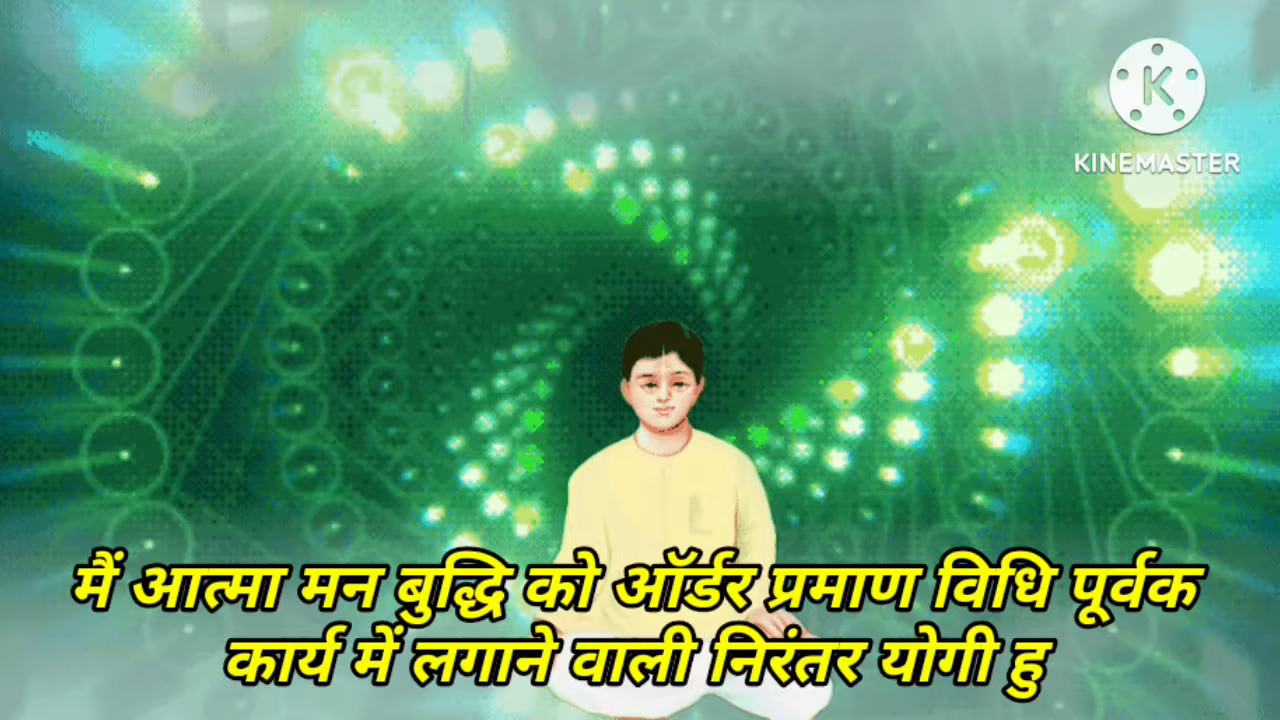 KINEMASTER
मैं आत्मा मन बुद्धि को ऑर्डर प्रमाण विधि पूर्वक
कार्य में लगाने वाली निरंतर योगी हु